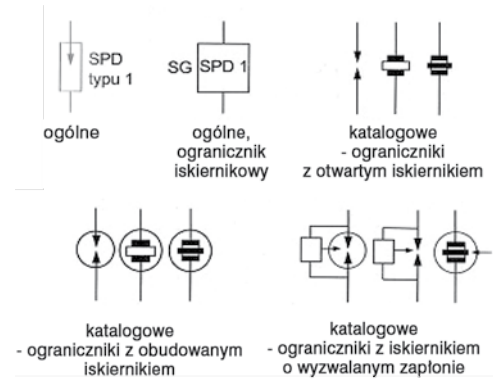 SPD
typu 1
ogólne
SG
SPD 1
ogólne,
ogranicznik
iskiernikowy
katalogowe
- ograniczniki
z otwartym iskiernikiem
katalogowe
- ograniczniki z obudowanym
iskiernikiem
katalogowe
- ograniczniki z iskiernikiem
o wyzwalanym zapłonie